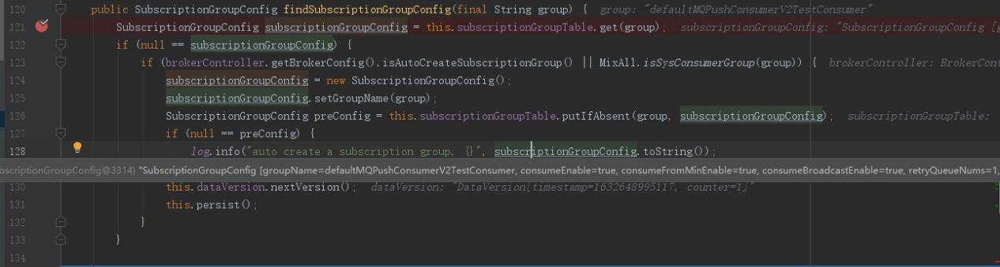 120 public SubscriptionGroupConfig findSubscriptionGroupConfig(final String group) { group: "defaultMQPushConsumerV2TestConsumer"
121 SubscriptionGroupConfig subscriptionGroupConfig = this.subscriptionGroupTable.get(group); subscriptionGroupConfig: "SubscriptionGroupConfig [g
122 if (null == subscriptionGroupConfig) {
123 if (brokerController.getBrokerConfig().isAutoCreateSubscriptionGroup() || MixAll.isSysConsumerGroup(group)) { brokerController: BrokerCont
124 subscriptionGroupConfig = new SubscriptionGroupConfig();
125 subscriptionGroupConfig.setGroupName(group);
126 SubscriptionGroupConfig preConfig = this.subscriptionGroupTable.putIfAbsent(group, subscriptionGroupConfig); subscriptionGroupTable:
127 if (null == preConfig) {
128 log.info("auto create a subscription group, {}", subscriptionGroupConfig.toString());
bscriptionGroupConfig@3314) "SubscriptionGroupConfig [groupName=defaultMQPushConsumerV2TestConsumer, consumeEnable=true, consumeFromMinEnable=true, consumeBroadcastEnable=true, retryQueueNums=1,
130 this.dataVersion.nextVersion(); dataVersion: "DataVersion[timestamp=1632648995117, counter=1]"
131 this.persist();
132 }
133 }
134